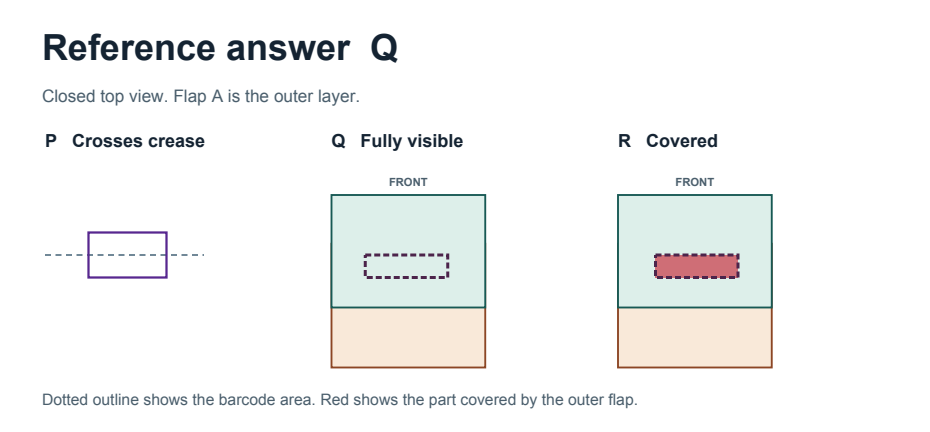 Reference answer Q
Closed top view. Flap A is the outer layer.
P Crosses crease
Q Fully visible
R Covered
FRONT
FRONT
Dotted outline shows the barcode area. Red shows the part covered by the outer flap.